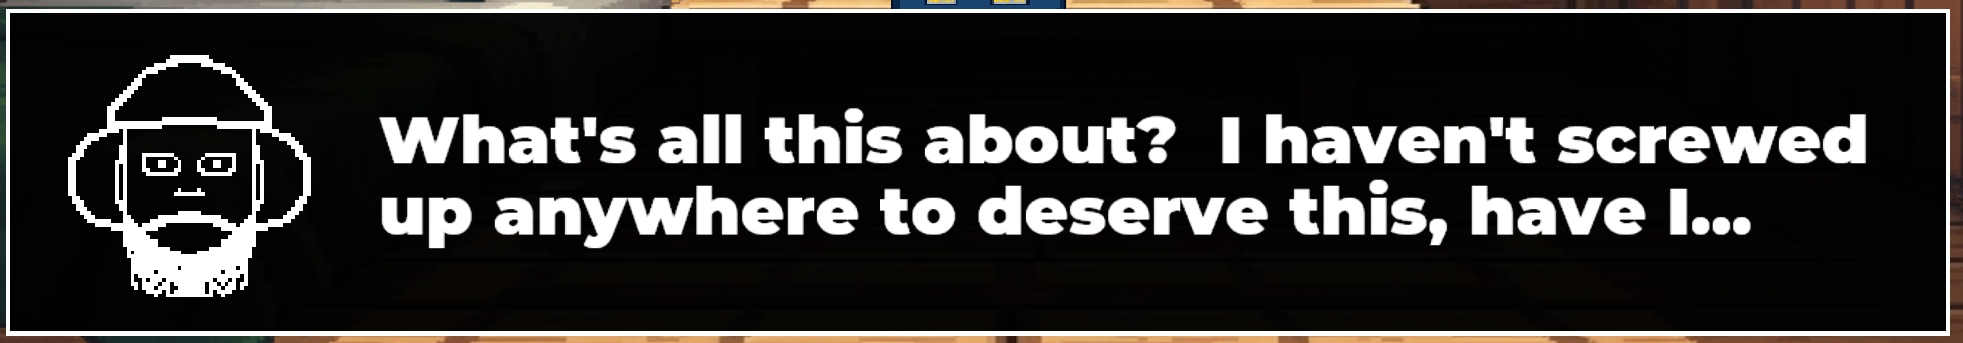 What's all this about?  I haven't screwed
up anywhere to deserve this, have I...